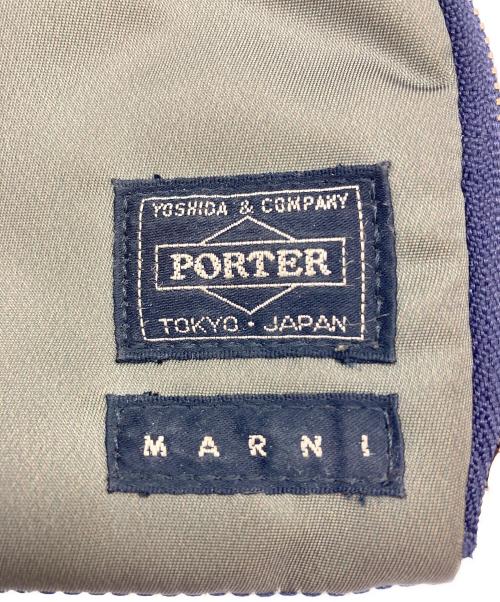 YOSHIDA & COMPANY
PORTER
TOKYO・JAPAN
MARNI